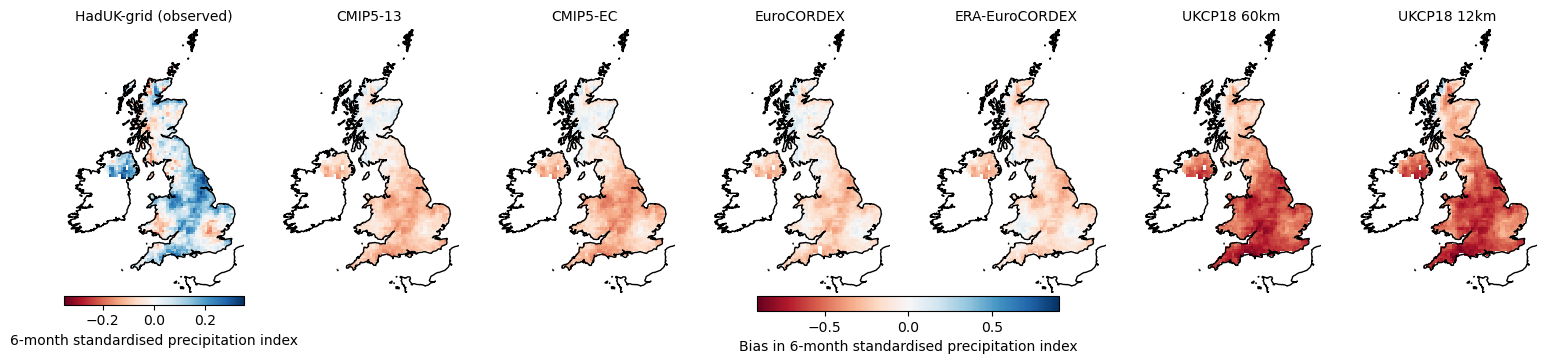 HadUK-grid (observed)
CMIP5-13
CMIP5-EC
EuroCORDEX
ERA-EuroCORDEX
UKCP18 60km
UKCP18 12km
−0.2 0.0 0.2
6-month standardised precipitation index
−0.5 0.0 0.5
Bias in 6-month standardised precipitation index